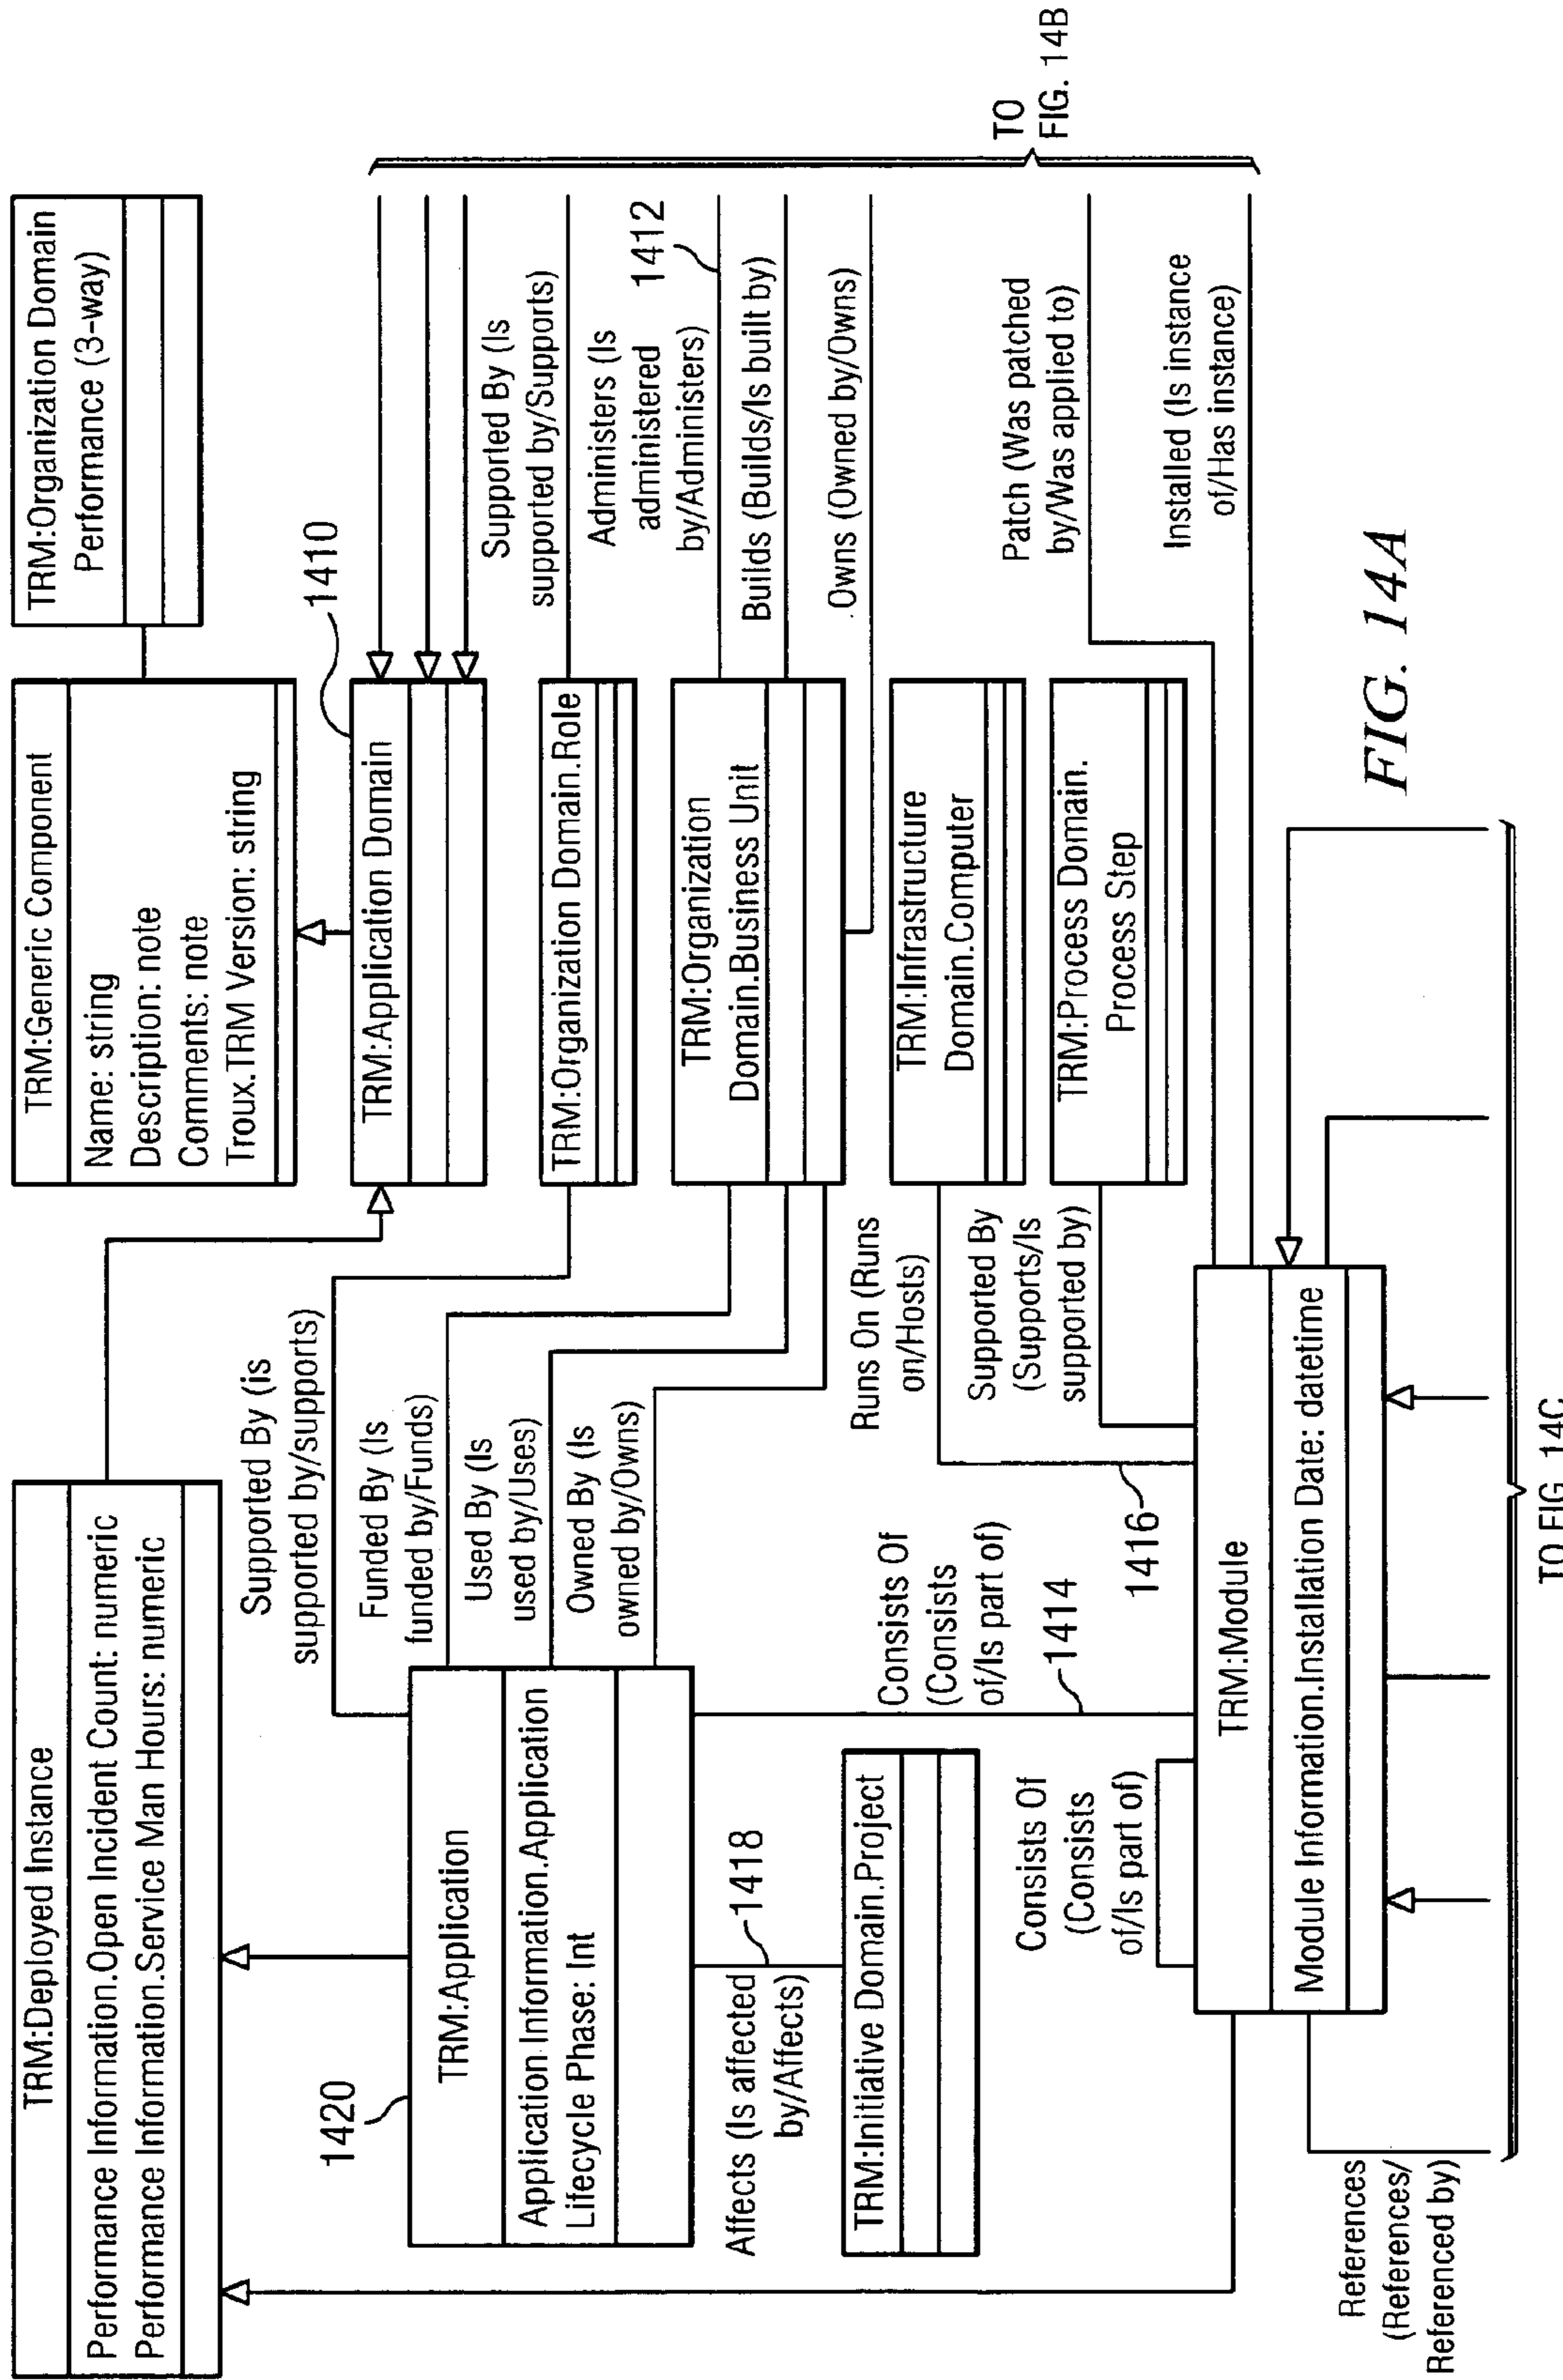 TRM:Deployed Instance
Performance Information.Open Incident Count: numeric
Performance Information.Service Man Hours: numeric
TRM:Generic Component
Name: string
Description: note
Comments: note
Troux.TRM Version: string
TRM:Organization Domain
Performance (3-way)
1410
TRM:Application Domain
Supported By (is
supported by/supports)
Supported By (Is
supported by/Supports)
TRM:Organization Domain.Role
1420
TRM:Application
Application Information.Application
Lifecycle Phase: Int
Funded By (Is
funded by/Funds)
Used By (Is
used by/Uses)
Owned By (Is
owned by/Owns)
TRM:Organization
Domain.Business Unit
Administers (Is
administered
by/Administers)
1412
Builds (Builds/Is built by)
Owns (Owned by/Owns)
Affects (Is affected
by/Affects)
1418
TRM:Initiative Domain.Project
Consists Of
(Consists
of/Is part of)
1414
Runs On (Runs
on/Hosts)
1416
TRM:Infrastructure
Domain.Computer
Supported By
(Supports/Is
supported by)
TRM:Process Domain.
Process Step
Patch (Was patched
by/Was applied to)
Installed (Is instance
of/Has instance)
TO
FIG. 14B
Consists Of
(Consists
of/Is part of)
TRM:Module
Module Information.Installation Date: datetime
References
(References/
Referenced by)
TO FIG. 14C
FIG. 14A